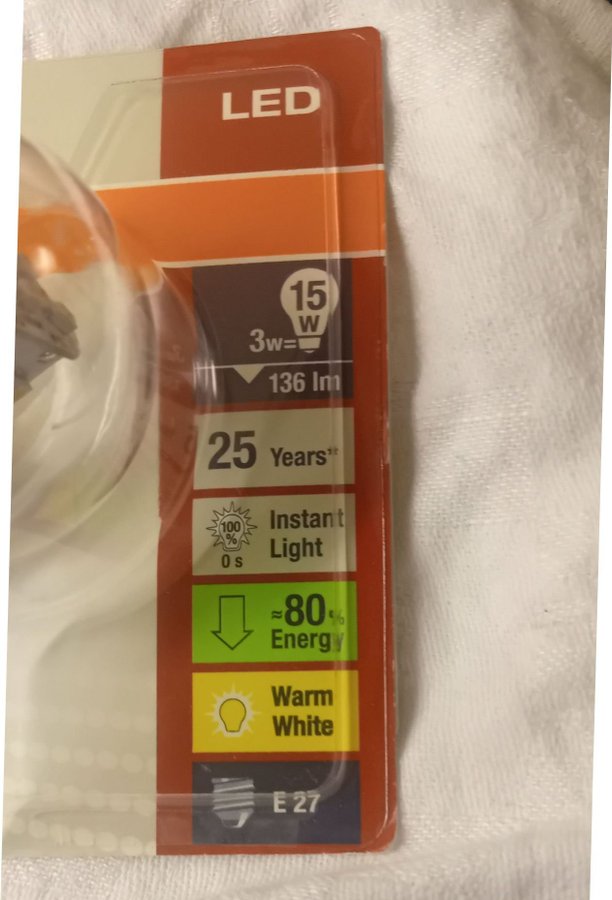 LED
15
W
3w=
136 lm
25 Years**
100
%
0 s
Instant
Light
≈80%
Energy
Warm
White
E 27